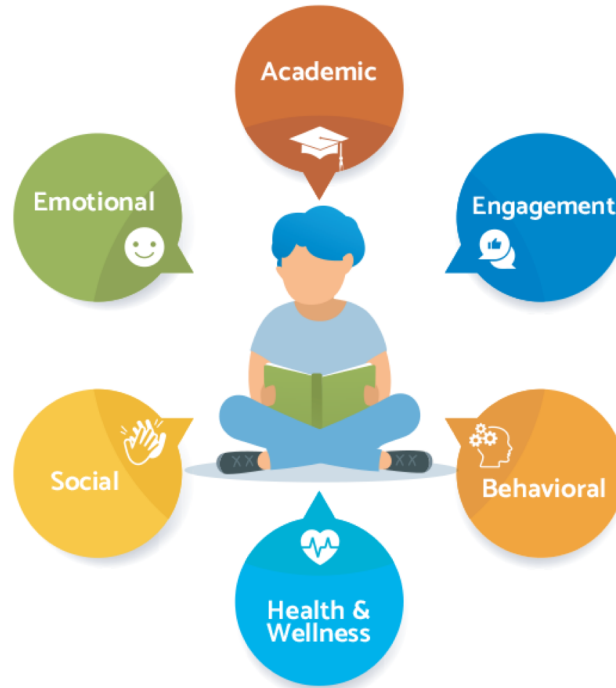 Academic
Emotional
Engagement
Social
Behavioral
Health &
Wellness